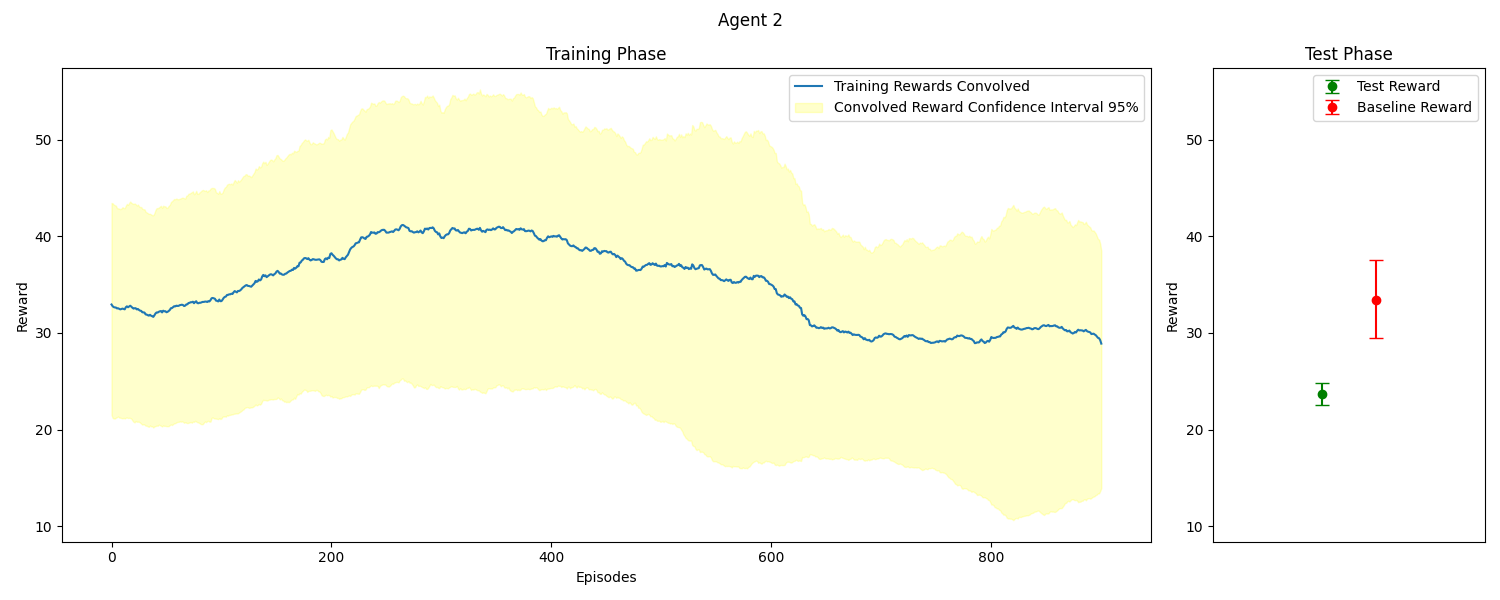 Agent 2
Training Phase
Training Rewards Convolved
Convolved Reward Confidence Interval 95%
Reward
50
40
30
20
10
0
200
400
600
800
Episodes
Test Phase
Test Reward
Baseline Reward
Reward
50
40
30
20
10